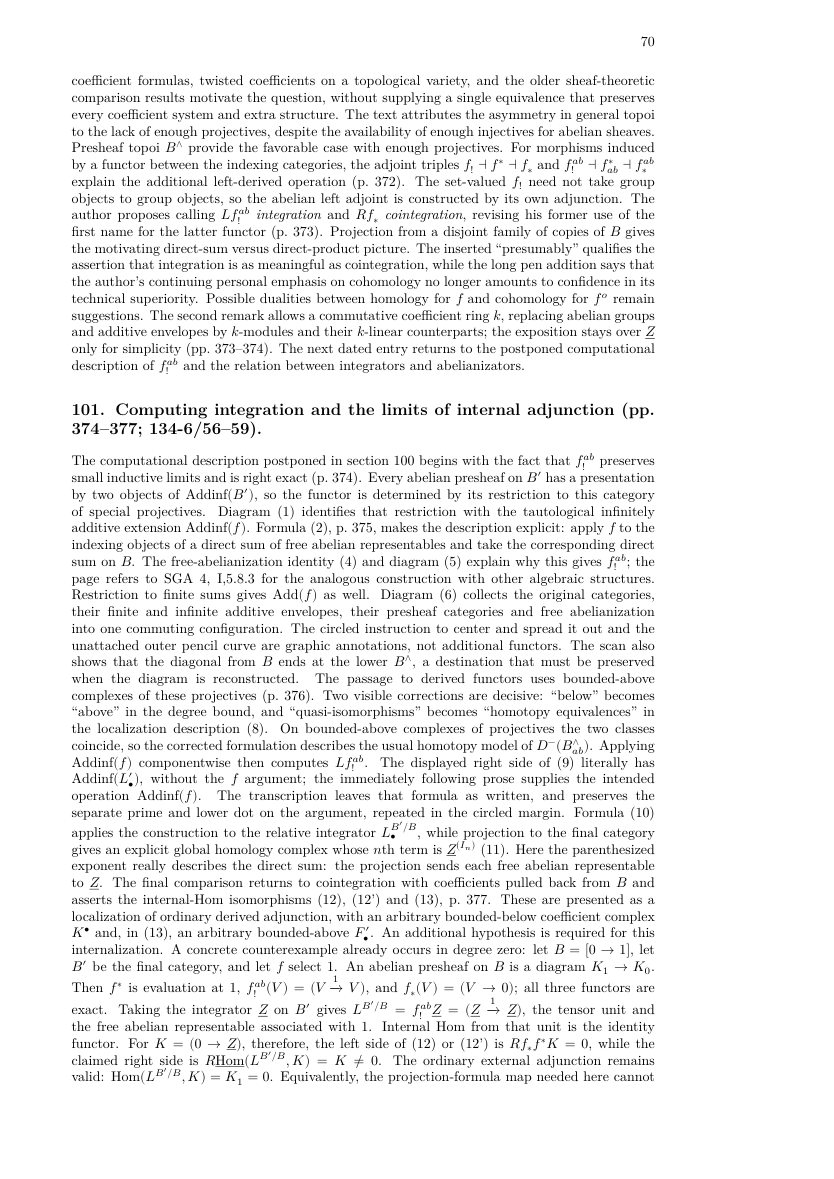 70
coefficient formulas, twisted coefficients on a topological variety, and the older sheaf-theoretic
comparison results motivate the question, without supplying a single equivalence that preserves
every coefficient system and extra structure. The text attributes the asymmetry in general topoi
to the lack of enough projectives, despite the availability of enough injectives for abelian sheaves.
Presheaf topoi B^∧ provide the favorable case with enough projectives. For morphisms induced
by a functor between the indexing categories, the adjoint triples f_! ⊣ f^* ⊣ f_* and f_!^{ab} ⊣ f_{ab}^* ⊣ f_*^{ab}
explain the additional left-derived operation (p. 372). The set-valued f_! need not take group
objects to group objects, so the abelian left adjoint is constructed by its own adjunction. The
author proposes calling Lf_!^{ab} integration and Rf_* cointegration, revising his former use of the
first name for the latter functor (p. 373). Projection from a disjoint family of copies of B gives
the motivating direct-sum versus direct-product picture. The inserted “presumably” qualifies the
assertion that integration is as meaningful as cointegration, while the long pen addition says that
the author’s continuing personal emphasis on cohomology no longer amounts to confidence in its
technical superiority. Possible dualities between homology for f and cohomology for f^o remain
suggestions. The second remark allows a commutative coefficient ring k, replacing abelian groups
and additive envelopes by k-modules and their k-linear counterparts; the exposition stays over Z
only for simplicity (pp. 373–374). The next dated entry returns to the postponed computational
description of f_!^{ab} and the relation between integrators and abelianizators.
101. Computing integration and the limits of internal adjunction (pp.
374–377; 134-6/56–59).
The computational description postponed in section 100 begins with the fact that f_!^{ab} preserves
small inductive limits and is right exact (p. 374). Every abelian presheaf on B′ has a presentation
by two objects of Addinf(B′), so the functor is determined by its restriction to this category
of special projectives. Diagram (1) identifies that restriction with the tautological infinitely
additive extension Addinf(f). Formula (2), p. 375, makes the description explicit: apply f to the
indexing objects of a direct sum of free abelian representables and take the corresponding direct
sum on B. The free-abelianization identity (4) and diagram (5) explain why this gives f_!^{ab}; the
page refers to SGA 4, I,5.8.3 for the analogous construction with other algebraic structures.
Restriction to finite sums gives Add(f) as well. Diagram (6) collects the original categories,
their finite and infinite additive envelopes, their presheaf categories and free abelianization
into one commuting configuration. The circled instruction to center and spread it out and the
unattached outer pencil curve are graphic annotations, not additional functors. The scan also
shows that the diagonal from B ends at the lower B^∧, a destination that must be preserved
when the diagram is reconstructed. The passage to derived functors uses bounded-above
complexes of these projectives (p. 376). Two visible corrections are decisive: “below” becomes
“above” in the degree bound, and “quasi-isomorphisms” becomes “homotopy equivalences” in
the localization description (8). On bounded-above complexes of projectives the two classes
coincide, so the corrected formulation describes the usual homotopy model of D^−(B_{ab}^∧). Applying
Addinf(f) componentwise then computes Lf_!^{ab}. The displayed right side of (9) literally has
Addinf(L′_•), without the f argument; the immediately following prose supplies the intended
operation Addinf(f). The transcription leaves that formula as written, and preserves the
separate prime and lower dot on the argument, repeated in the circled margin. Formula (10)
applies the construction to the relative integrator L_•^{B′/B}, while projection to the final category
gives an explicit global homology complex whose nth term is Z^{(I_n)} (11). Here the parenthesized
exponent really describes the direct sum: the projection sends each free abelian representable
to Z. The final comparison returns to cointegration with coefficients pulled back from B and
asserts the internal-Hom isomorphisms (12), (12’) and (13), p. 377. These are presented as a
localization of ordinary derived adjunction, with an arbitrary bounded-below coefficient complex
K^• and, in (13), an arbitrary bounded-above F′_•. An additional hypothesis is required for this
internalization. A concrete counterexample already occurs in degree zero: let B = [0 → 1], let
B′ be the final category, and let f select 1. An abelian presheaf on B is a diagram K_1 → K_0.
Then f^* is evaluation at 1, f_!^{ab}(V) = (V →^1 V), and f_*(V) = (V → 0); all three functors are
exact. Taking the integrator Z on B′ gives L^{B′/B} = f_!^{ab}Z = (Z →^1 Z), the tensor unit and
the free abelian representable associated with 1. Internal Hom from that unit is the identity
functor. For K = (0 → Z), therefore, the left side of (12) or (12’) is Rf_*f^*K = 0, while the
claimed right side is RHom(L^{B′/B}, K) = K ≠ 0. The ordinary external adjunction remains
valid: Hom(L^{B′/B}, K) = K_1 = 0. Equivalently, the projection-formula map needed here cannot